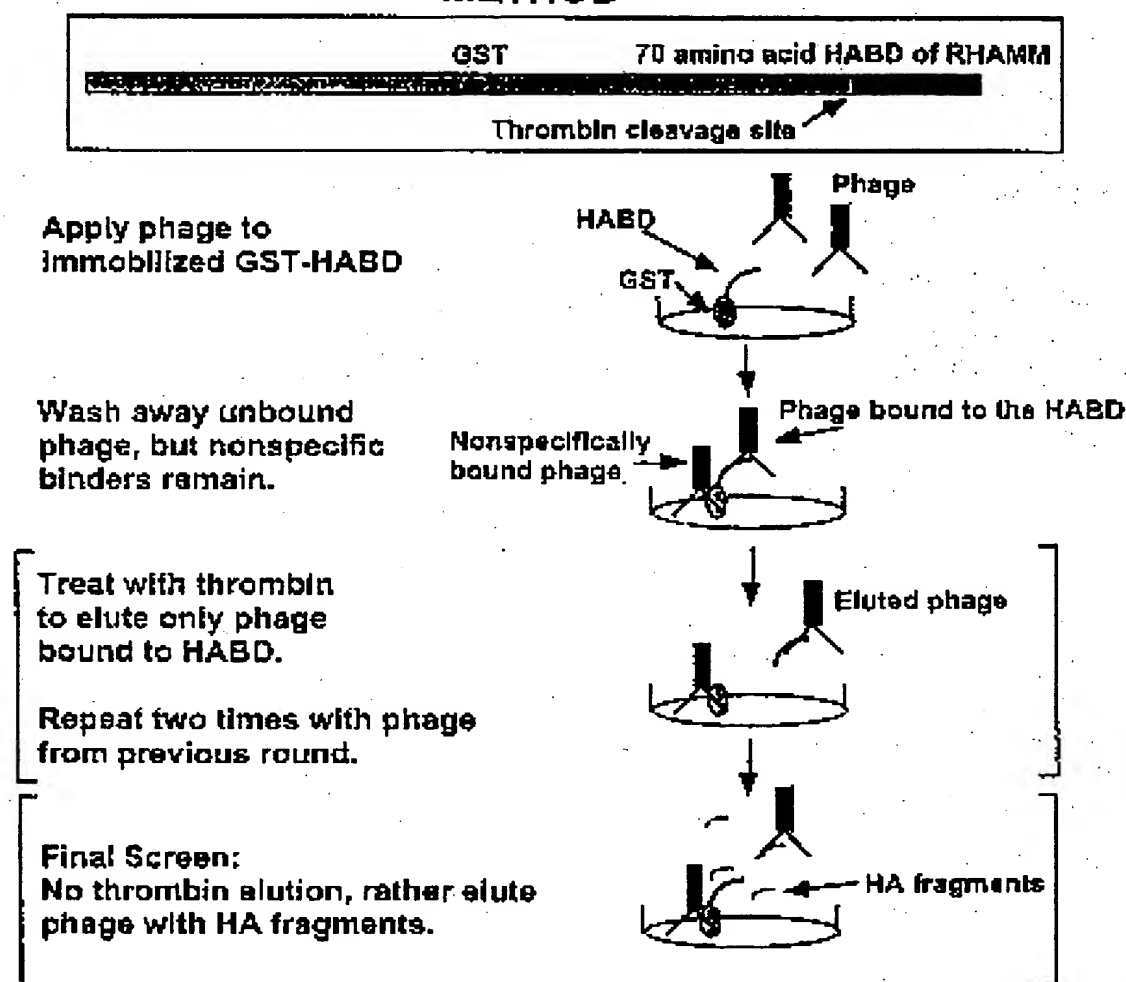 GST
70 amino acid HABD of RHAMM
Thrombin cleavage site
Apply phage to
immobilized GST-HABD
Phage
HABD
GST
Wash away unbound
phage, but nonspecific
binders remain.
Phage bound to the HABD
Nonspecifically
bound phage.
Treat with thrombin
to elute only phage
bound to HABD.
Eluted phage
Repeat two times with phage
from previous round.
Final Screen:
No thrombin elution, rather elute
phage with HA fragments.
HA fragments